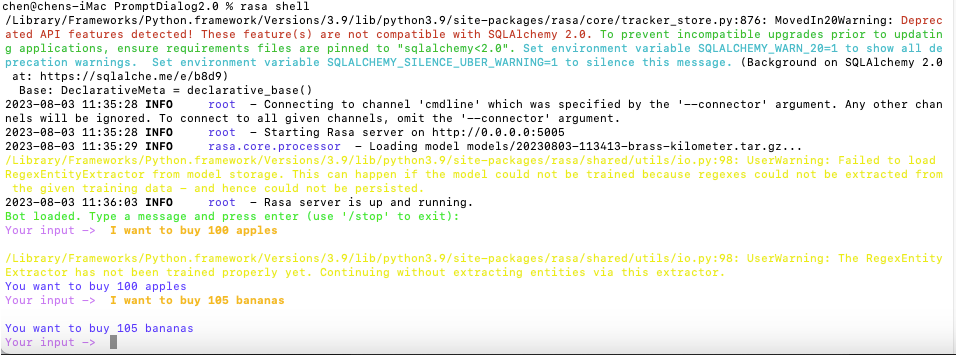 chen@chens-iMac PromptDialog2.0 % rasa shell
/Library/Frameworks/Python.framework/Versions/3.9/lib/python3.9/site-packages/rasa/core/tracker_store.py:876: MovedIn20Warning: Deprec
ated API features detected! These feature(s) are not compatible with SQLAlchemy 2.0. To prevent incompatible upgrades prior to updatin
g applications, ensure requirements files are pinned to "sqlalchemy<2.0". Set environment variable SQLALCHEMY_WARN_20=1 to show all de
precation warnings.  Set environment variable SQLALCHEMY_SILENCE_UBER_WARNING=1 to silence this message. (Background on SQLAlchemy 2.0
 at: https://sqlalche.me/e/b8d9)
  Base: DeclarativeMeta = declarative_base()
2023-08-03 11:35:28 INFO     root  - Connecting to channel 'cmdline' which was specified by the '--connector' argument. Any other chan
nels will be ignored. To connect to all given channels, omit the '--connector' argument.
2023-08-03 11:35:28 INFO     root  - Starting Rasa server on http://0.0.0.0:5005
2023-08-03 11:35:29 INFO     rasa.core.processor  - Loading model models/20230803-113413-brass-kilometer.tar.gz...
/Library/Frameworks/Python.framework/Versions/3.9/lib/python3.9/site-packages/rasa/shared/utils/io.py:98: UserWarning: Failed to load
RegexEntityExtractor from model storage. This can happen if the model could not be trained because regexes could not be extracted from
 the given training data - and hence could not be persisted.
2023-08-03 11:36:03 INFO     root  - Rasa server is up and running.
Bot loaded. Type a message and press enter (use '/stop' to exit):
Your input ->  I want to buy 100 apples
/Library/Frameworks/Python.framework/Versions/3.9/lib/python3.9/site-packages/rasa/shared/utils/io.py:98: UserWarning: The RegexEntity
Extractor has not been trained properly yet. Continuing without extracting entities via this extractor.
You want to buy 100 apples
Your input ->  I want to buy 105 bananas
You want to buy 105 bananas
Your input ->